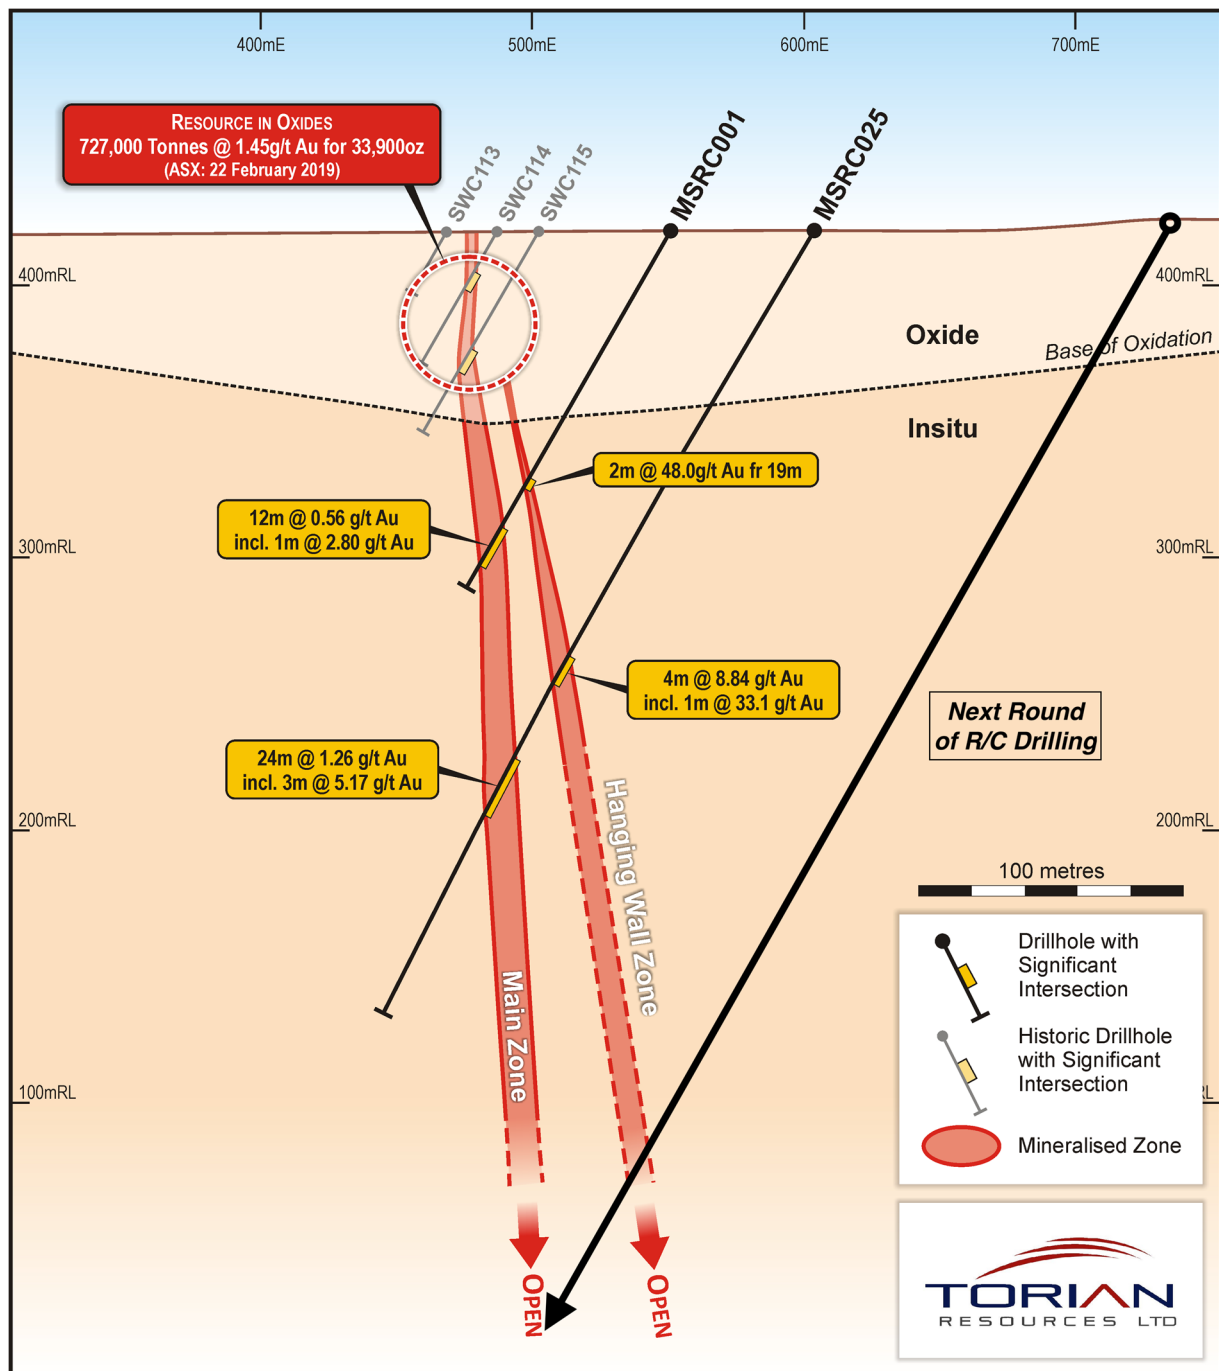 400mE
500mE
600mE
700mE
RESOURCE IN OXIDES
727,000 Tonnes @ 1.45g/t Au for 33,900oz
(ASX: 22 February 2019)
SWC113
SWC114
SWC115
MSRC001
MSRC025
400mRL
400mRL
Oxide
Base of Oxidation
Insitu
2m @ 48.0g/t Au fr 19m
12m @ 0.56 g/t Au
incl. 1m @ 2.80 g/t Au
300mRL
300mRL
4m @ 8.84 g/t Au
incl. 1m @ 33.1 g/t Au
Next Round
of R/C Drilling
24m @ 1.26 g/t Au
incl. 3m @ 5.17 g/t Au
200mRL
200mRL
Hanging Wall Zone
Main Zone
100 metres
Drillhole with
Significant
Intersection
Historic Drillhole
with Significant
Intersection
Mineralised Zone
100mRL
OPEN
OPEN
TORIAN
RESOURCES LTD